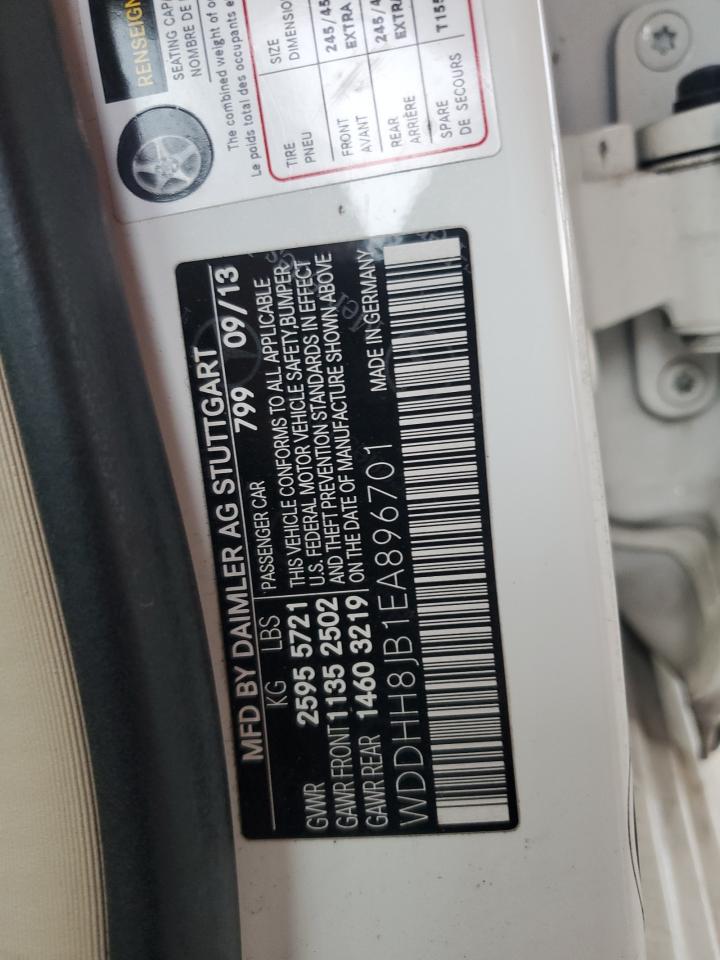 RENSEIGN
SEATING CAP
NOMBRE DE
The combined weight of o
Le poids total des occupants e
TIRE SIZE
PNEU DIMENSIO
FRONT 245/45
AVANT EXTRA
REAR 245/4
ARRIÈRE EXTRA
SPARE T155
DE SECOURS
MFD BY DAIMLER AG STUTTGART
KG LBS PASSENGER CAR 799 09/13
GVWR 2595 5721 THIS VEHICLE CONFORMS TO ALL APPLICABLE
U.S. FEDERAL MOTOR VEHICLE SAFETY,BUMPER
GAWR FRONT 1135 2502 AND THEFT PREVENTION STANDARDS IN EFFECT
GAWR REAR 1460 3219 ON THE DATE OF MANUFACTURE SHOWN ABOVE
WDDHH8JB1EA896701 MADE IN GERMANY